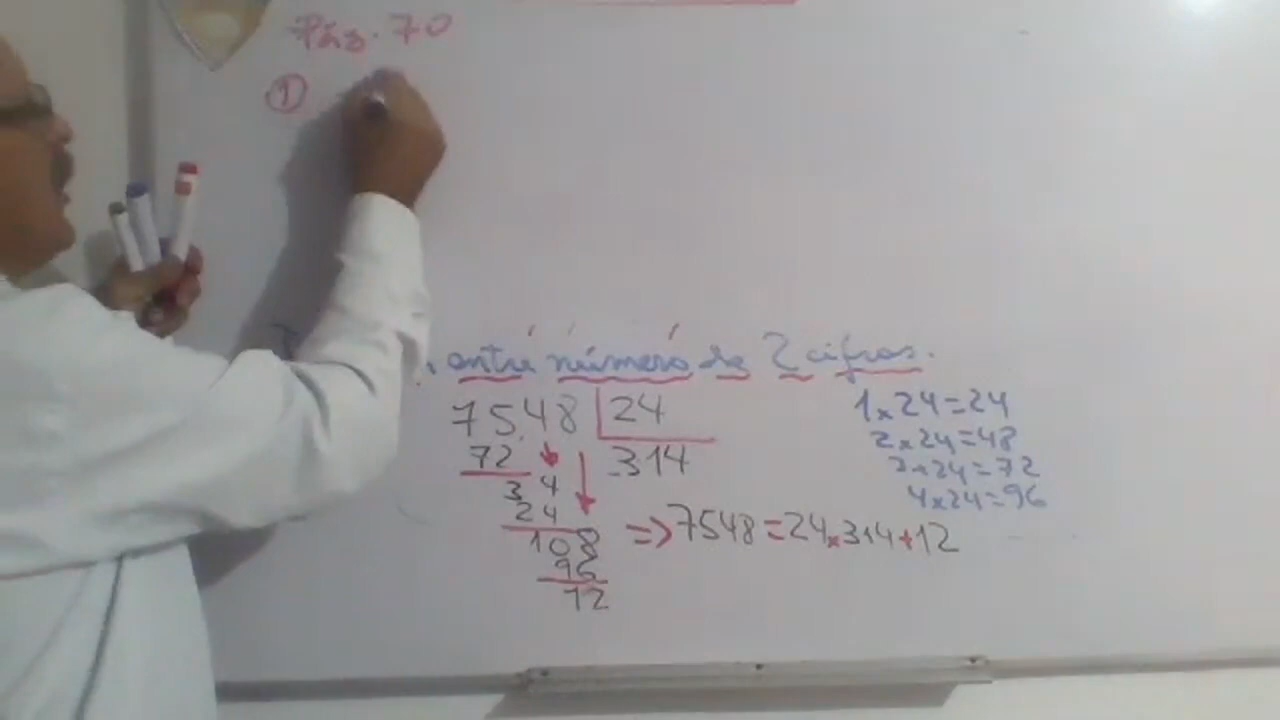 Pág. 70
1
entre número de 2 cifras.
7548 24
72 314
34
24
108
96
12
=> 7548 = 24 x 314 + 12
1 x 24 = 24
2 x 24 = 48
3 x 24 = 72
4 x 24 = 96